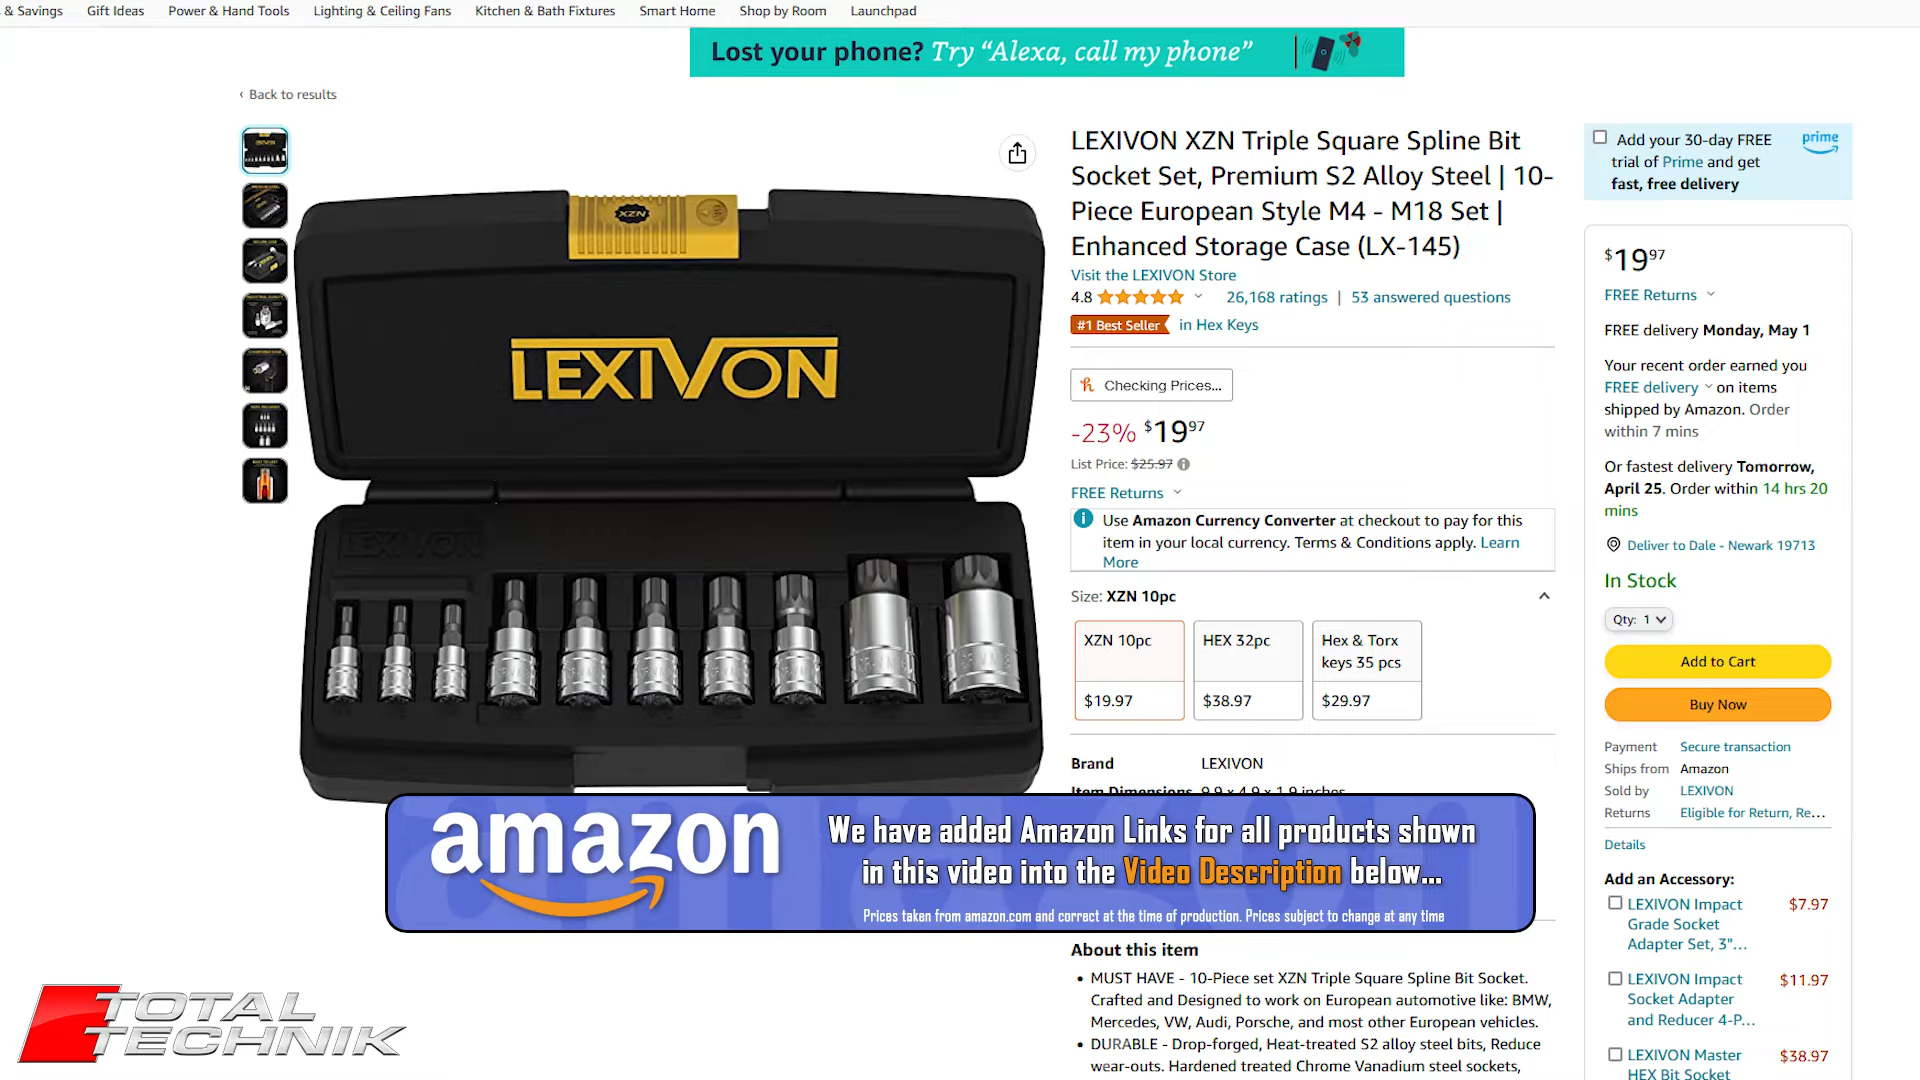 & Savings
Gift Ideas
Power & Hand Tools
Lighting & Ceiling Fans
Kitchen & Bath Fixtures
Smart Home
Shop by Room
Launchpad
Lost your phone? Try “Alexa, call my phone”
‹ Back to results
XZN
LEXIVON
LEXIVON
LEXIVON XZN Triple Square Spline Bit
Socket Set, Premium S2 Alloy Steel | 10-
Piece European Style M4 - M18 Set |
Enhanced Storage Case (LX-145)
Visit the LEXIVON Store
4.8
26,168 ratings | 53 answered questions
#1 Best Seller in Hex Keys
Checking Prices...
-23% $19 97
List Price: $25.97
FREE Returns
Use Amazon Currency Converter at checkout to pay for this
item in your local currency. Terms & Conditions apply. Learn
More
Size: XZN 10pc
XZN 10pc
$19.97
HEX 32pc
$38.97
Hex & Torx
keys 35 pcs
$29.97
Brand LEXIVON
Item Dimensions 9.9 x 4.9 x 1.9 inches
amazon
We have added Amazon Links for all products shown
in this video into the Video Description below...
Prices taken from amazon.com and correct at the time of production. Prices subject to change at any time
About this item
• MUST HAVE - 10-Piece set XZN Triple Square Spline Bit Socket.
Crafted and Designed to work on European automotive like: BMW,
Mercedes, VW, Audi, Porsche, and most other European vehicles.
• DURABLE - Drop-forged, Heat-treated S2 alloy steel bits, Reduce
wear-outs. Hardened treated Chrome Vanadium steel sockets,
Add your 30-day FREE
trial of Prime and get
fast, free delivery
prime
$19 97
FREE Returns
FREE delivery Monday, May 1
Your recent order earned you
FREE delivery on items
shipped by Amazon. Order
within 7 mins
Or fastest delivery Tomorrow,
April 25. Order within 14 hrs 20
mins
Deliver to Dale - Newark 19713
In Stock
Qty: 1
Add to Cart
Buy Now
Payment Secure transaction
Ships from Amazon
Sold by LEXIVON
Returns Eligible for Return, Re...
Details
Add an Accessory:
LEXIVON Impact $7.97
Grade Socket
Adapter Set, 3"...
LEXIVON Impact $11.97
Socket Adapter
and Reducer 4-P...
LEXIVON Master $38.97
HEX Bit Socket
TOTAL
TECHNIK